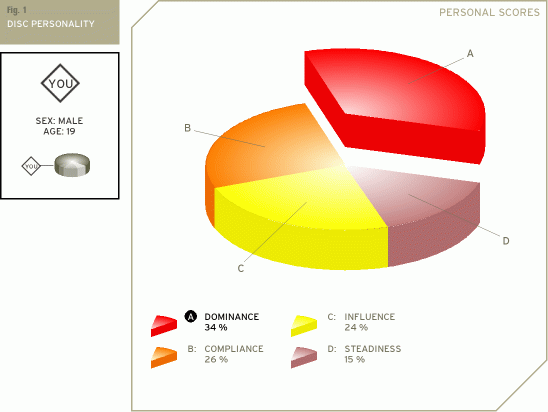 Fig. 1
DISC PERSONALITY
PERSONAL SCORES
YOU
SEX: MALE
AGE: 19
YOU
A
B
C
D
A DOMINANCE
34 %
C: INFLUENCE
24 %
B: COMPLIANCE
26 %
D: STEADINESS
15 %